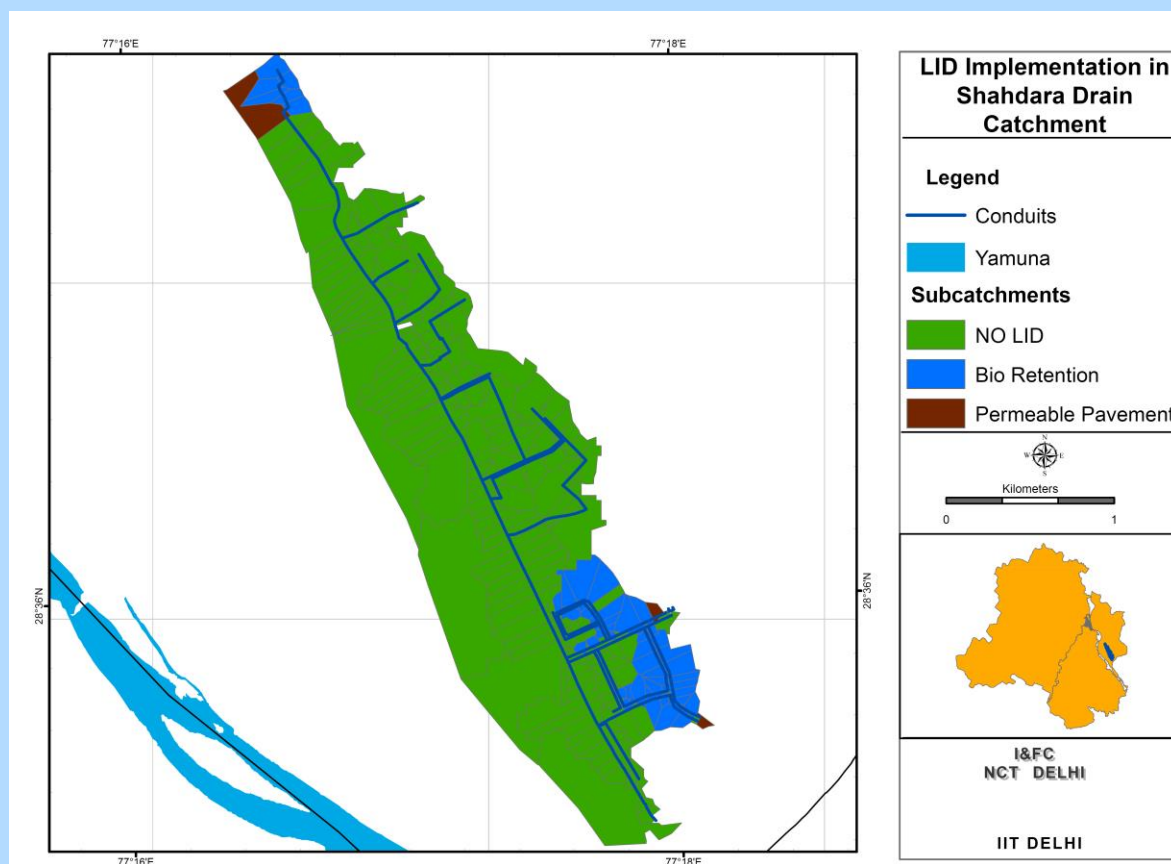 77°16'E
77°18'E
28°36'N
28°36'N
77°16'E
77°18'E
LID Implementation in
Shahdara Drain
Catchment
Legend
Conduits
Yamuna
Subcatchments
NO LID
Bio Retention
Permeable Pavement
N
W
E
S
Kilometers
0 1
I&FC
NCT DELHI
IIT DELHI